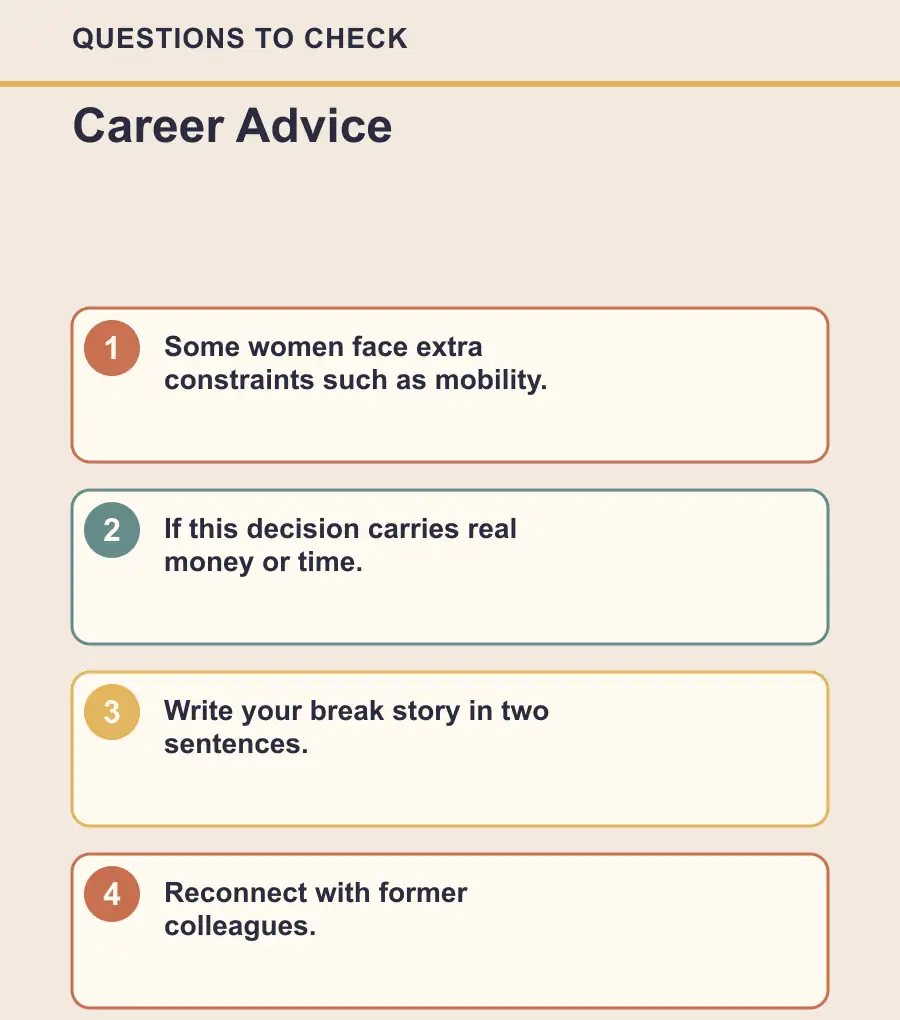 QUESTIONS TO CHECK
Career Advice
1
Some women face extra
constraints such as mobility.
2
If this decision carries real
money or time.
3
Write your break story in two
sentences.
4
Reconnect with former
colleagues.